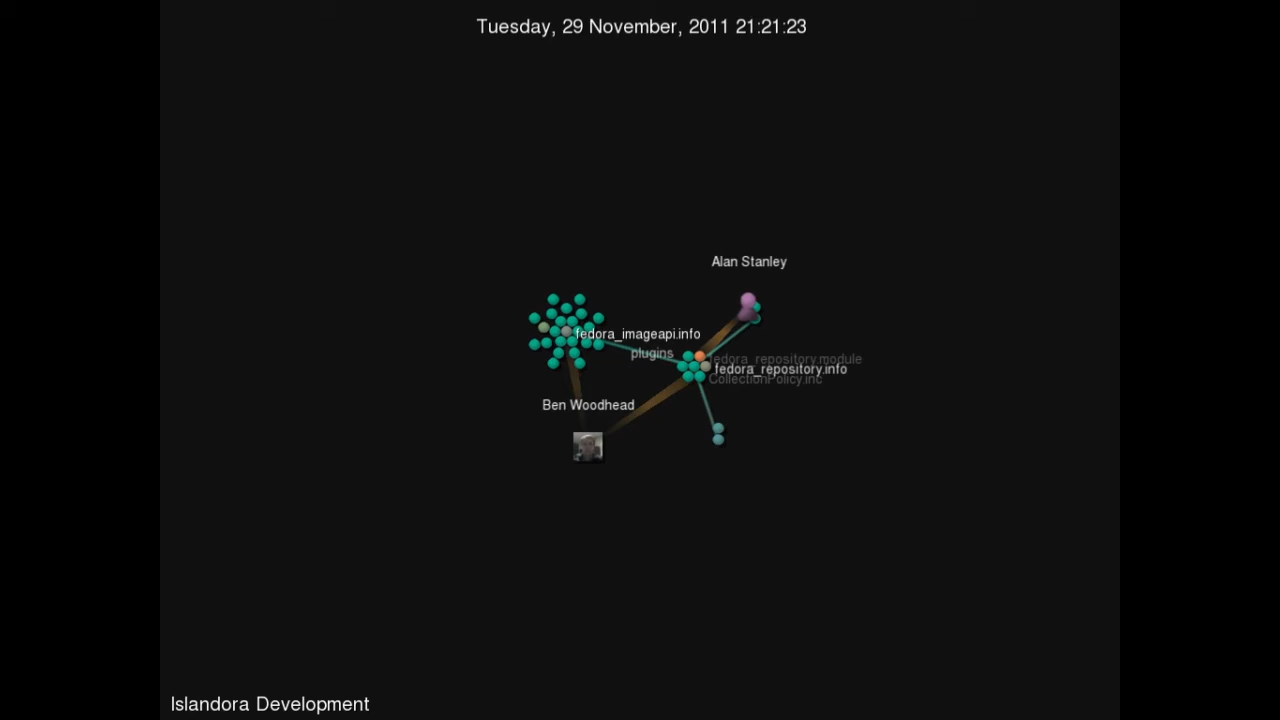 Tuesday, 29 November, 2011 21:21:23
Alan Stanley
fedora_imageapi.info
plugins
fedora_repository.module
fedora_repository.info
CollectionPolicy.inc
Ben Woodhead
Islandora Development